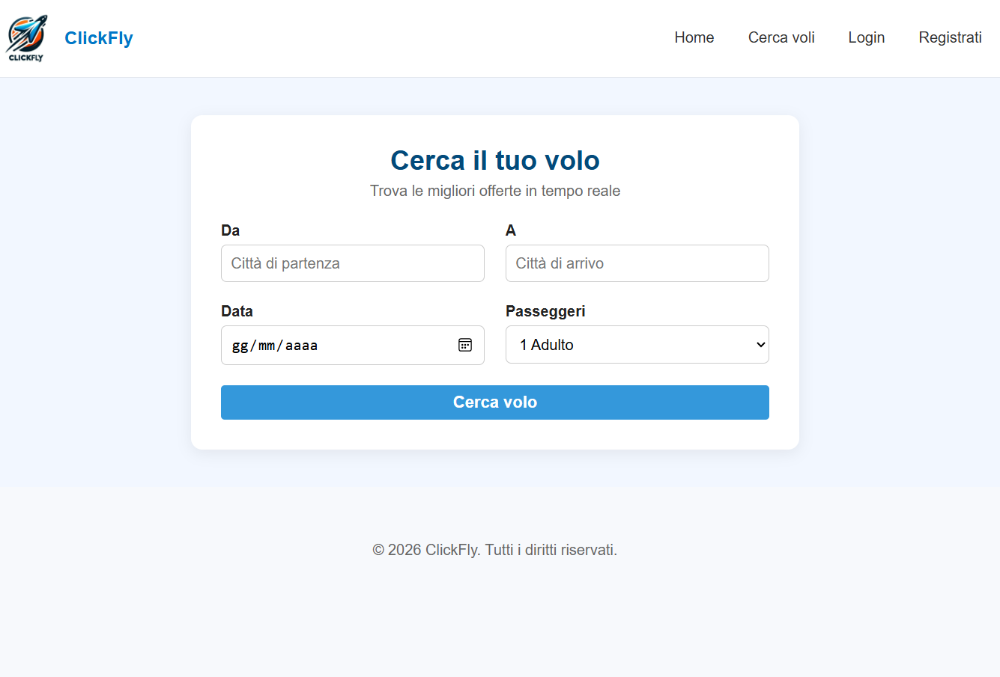 CLICKFLY
ClickFly
Home
Cerca voli
Login
Registrati
Cerca il tuo volo
Trova le migliori offerte in tempo reale
Da
A
Città di partenza
Città di arrivo
Data
Passeggeri
gg/mm/aaaa
1 Adulto
Cerca volo
© 2026 ClickFly. Tutti i diritti riservati.